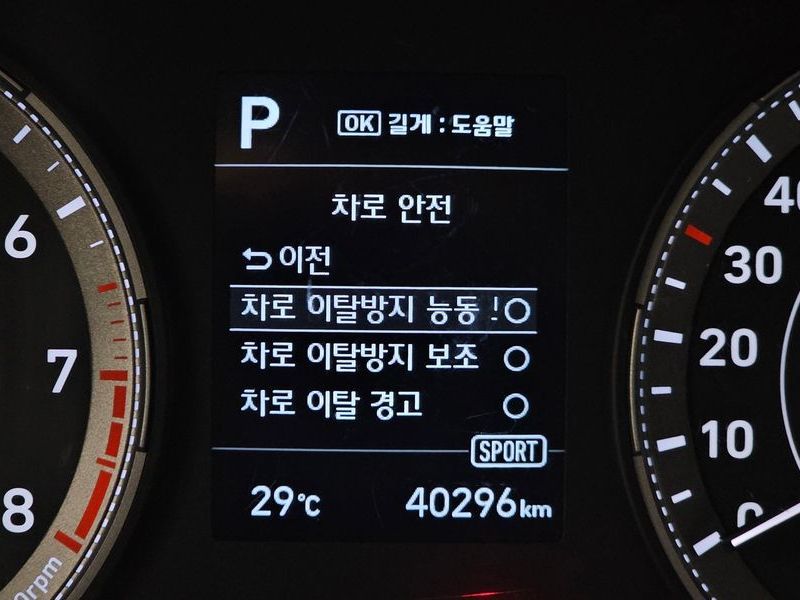 P
OK 길게 : 도움말
차로 안전
이전
차로 이탈방지 능동
차로 이탈방지 보조
차로 이탈 경고
SPORT
29°C
40296km
6
7
8
rpm
40
30
20
10
0